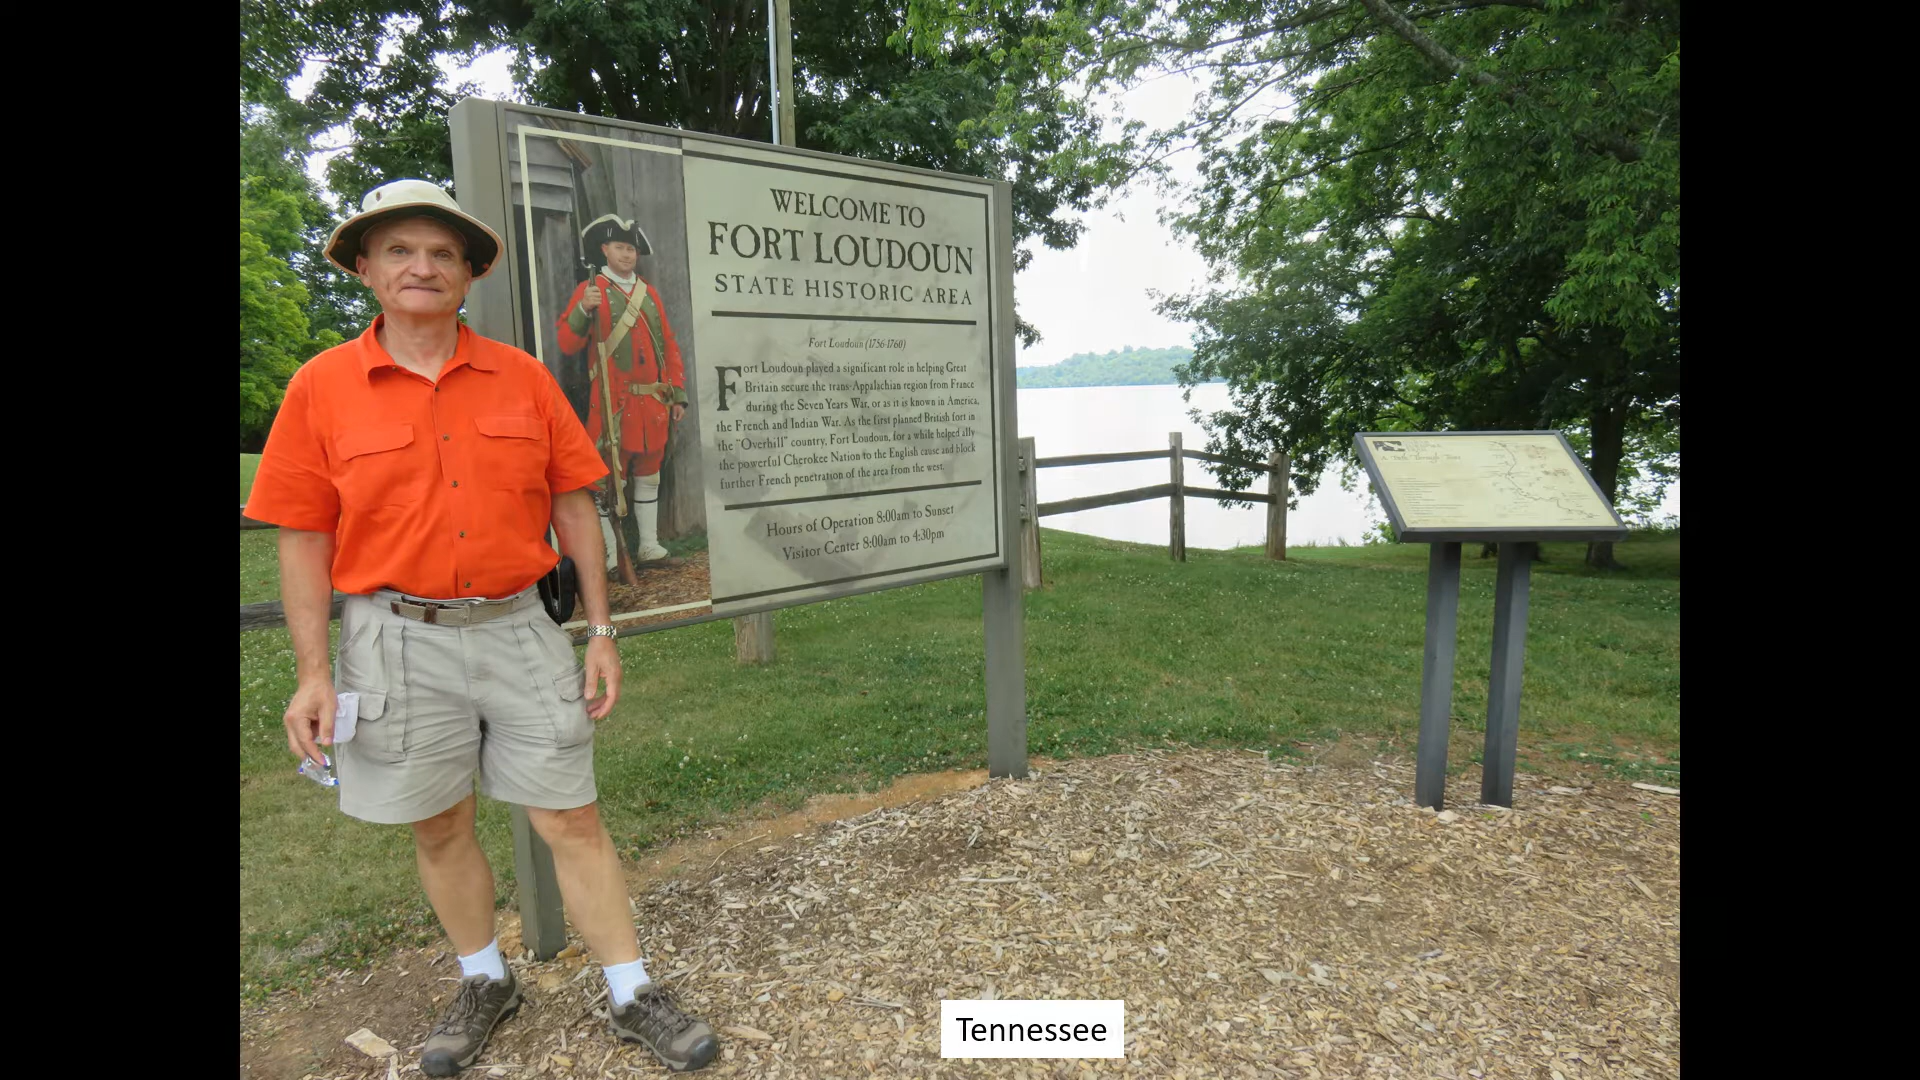 WELCOME TO
FORT LOUDOUN
STATE HISTORIC AREA
Fort Loudoun (1756-1760)
Fort Loudoun played a significant role in helping Great
Britain secure the trans-Appalachian region from France
during the Seven Years War, or as it is known in America,
the French and Indian War. As the first planned British fort in
the "Overhill" country, Fort Loudoun, for a while helped ally
the powerful Cherokee Nation to the English cause and block
further French penetration of the area from the west.
Hours of Operation 8:00am to Sunset
Visitor Center 8:00am to 4:30pm
Tennessee